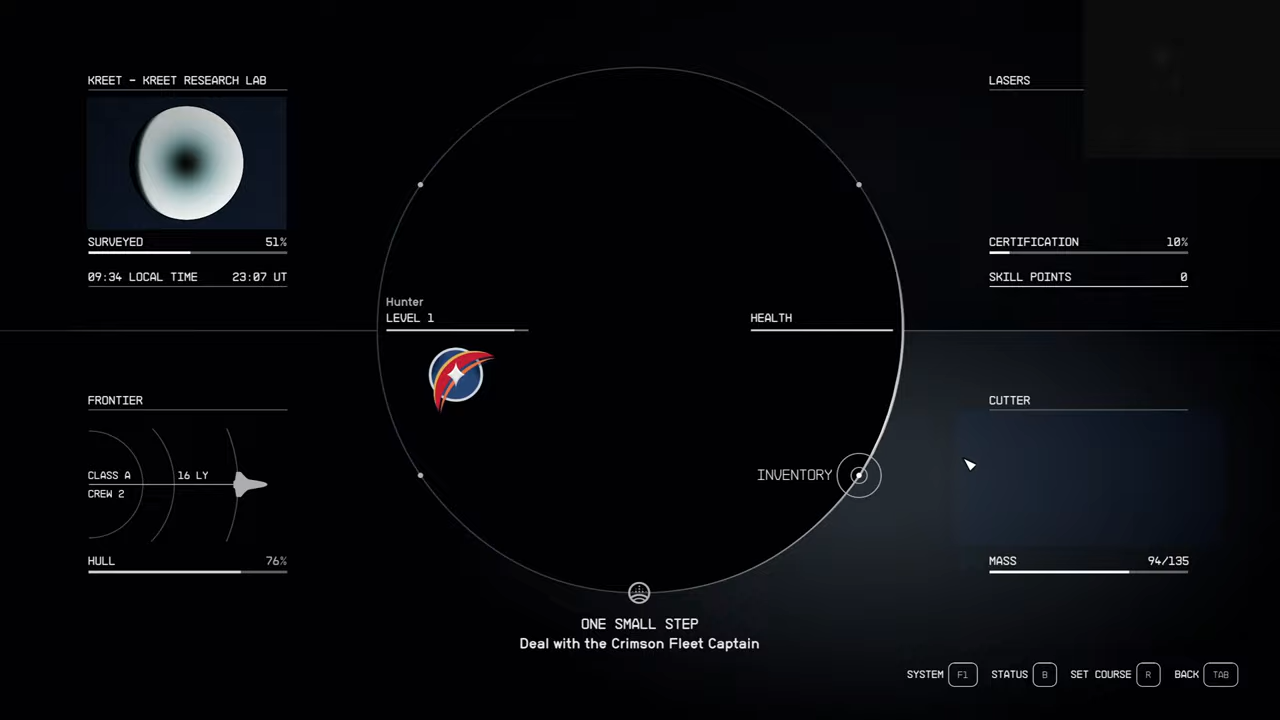 KREET - KREET RESEARCH LAB
SURVEYED 51%
09:34 LOCAL TIME 23:07 UT
LASERS
CERTIFICATION 10%
SKILL POINTS 0
Hunter
LEVEL 1
HEALTH
FRONTIER
CLASS A 16 LY
CREW 2
HULL 76%
CUTTER
INVENTORY
MASS 94/135
ONE SMALL STEP
Deal with the Crimson Fleet Captain
SYSTEM F1 STATUS B SET COURSE R BACK TAB